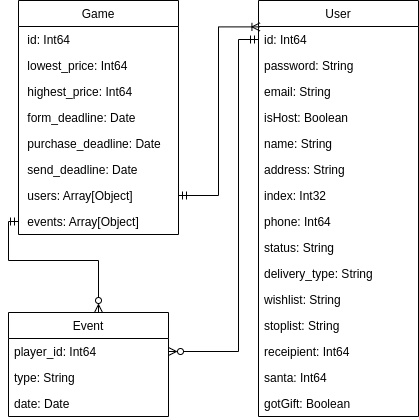 Game
id: Int64
lowest_price: Int64
highest_price: Int64
form_deadline: Date
purchase_deadline: Date
send_deadline: Date
users: Array[Object]
events: Array[Object]
User
id: Int64
password: String
email: String
isHost: Boolean
name: String
address: String
index: Int32
phone: Int64
status: String
delivery_type: String
wishlist: String
stoplist: String
receipient: Int64
santa: Int64
gotGift: Boolean
Event
player_id: Int64
type: String
date: Date